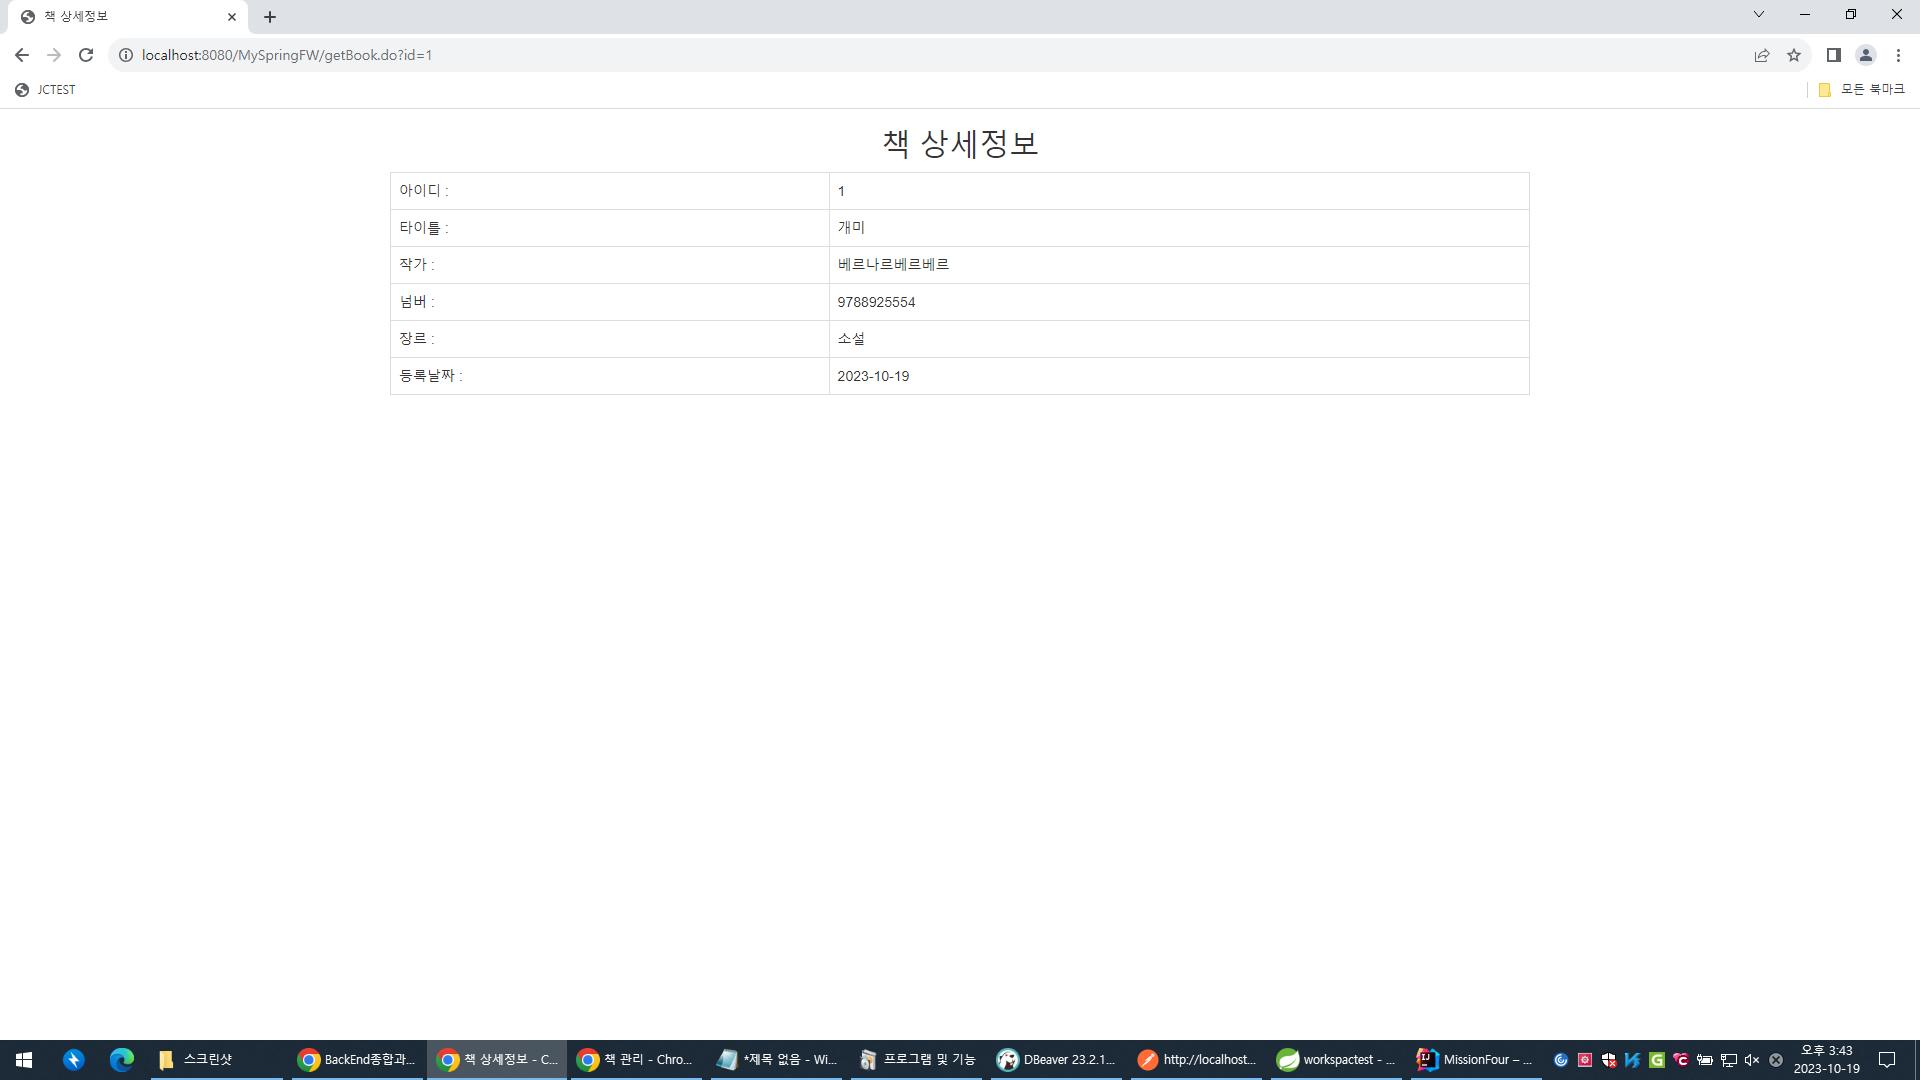 책 상세정보
localhost:8080/MySpringFW/getBook.do?id=1
JCTEST
모든 북마크
책 상세정보
아이디 : 1
타이틀 : 개미
작가 : 베르나르베르베르
넘버 : 9788925554
장르 : 소설
등록날짜 : 2023-10-19
스크린샷
BackEnd종합과...
책 상세정보 - C...
책 관리 - Chro...
*제목 없음 - Wi...
프로그램 및 기능
DBeaver 23.2.1...
http://localhost...
workspactest - ...
MissionFour – ...
오후 3:43
2023-10-19